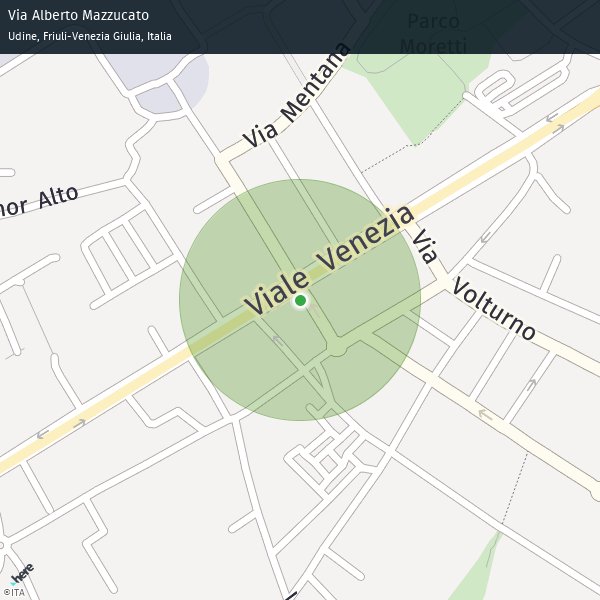 Via Alberto Mazzucato
Udine, Friuli-Venezia Giulia, Italia
Parco
Moretti
Via Mentana
nor Alto
Viale Venezia
Via Volturno
here
©ITA